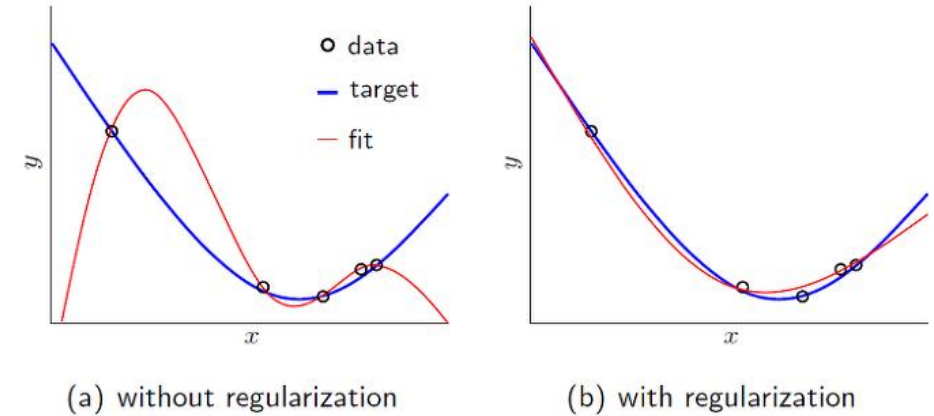 data
target
fit
y
x
(a) without regularization
y
x
(b) with regularization